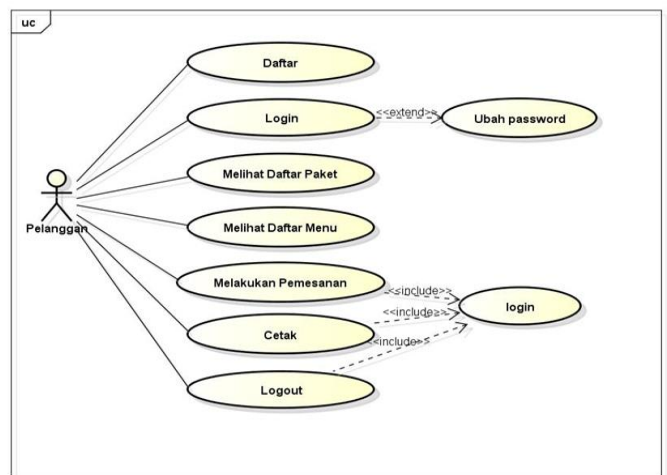 uc
Daftar
Login
<<extend>>
Ubah password
Melihat Daftar Paket
Pelanggan
Melihat Daftar Menu
Melakukan Pemesanan
<<include>>
login
<<include>>
Cetak
<<include>>
Logout